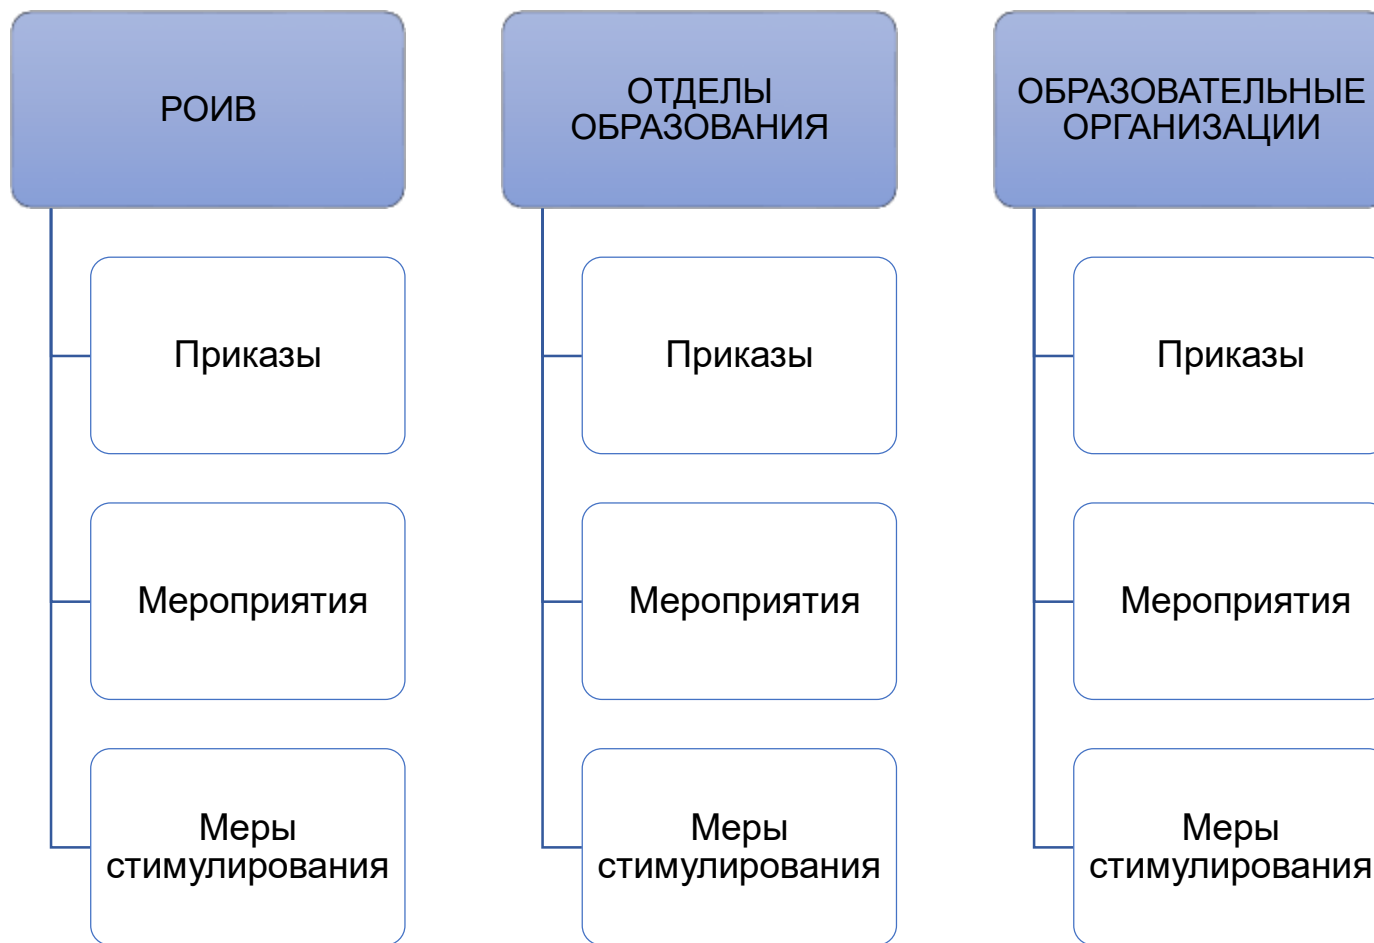 РОИВ
Приказы
Мероприятия
Меры
стимулирования
ОТДЕЛЫ
ОБРАЗОВАНИЯ
Приказы
Мероприятия
Меры
стимулирования
ОБРАЗОВАТЕЛЬНЫЕ
ОРГАНИЗАЦИИ
Приказы
Мероприятия
Меры
стимулирования